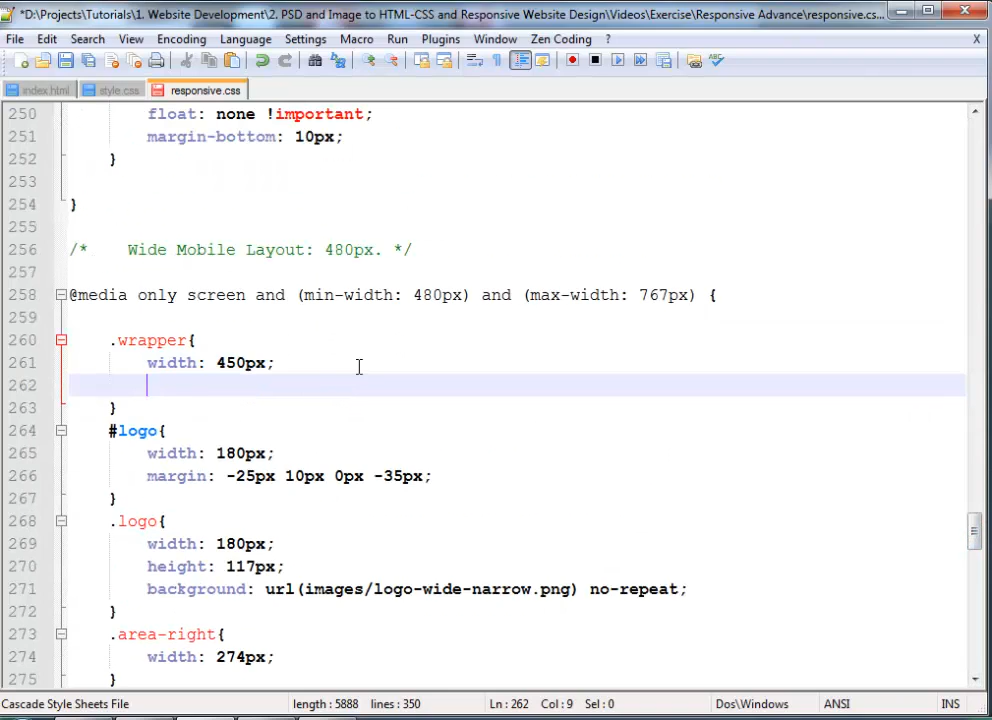 *D:\Projects\Tutorials\1. Website Development\2. PSD and Image to HTML-CSS and Responsive Website Design\Videos\Exercise\Responsive Advance\responsive.cs...
File Edit Search View Encoding Language Settings Macro Run Plugins Window Zen Coding ? X
index.html style.css responsive.css
250 float: none !important;
251 margin-bottom: 10px;
252 }
253
254 }
255
256 /* Wide Mobile Layout: 480px. */
257
258 @media only screen and (min-width: 480px) and (max-width: 767px) {
259
260 .wrapper{
261 width: 450px;
262
263 }
264 #logo{
265 width: 180px;
266 margin: -25px 10px 0px -35px;
267 }
268 .logo{
269 width: 180px;
270 height: 117px;
271 background: url(images/logo-wide-narrow.png) no-repeat;
272 }
273 .area-right{
274 width: 274px;
275 }
Cascade Style Sheets File length : 5888 lines : 350 Ln : 262 Col : 9 Sel : 0 Dos\Windows ANSI INS